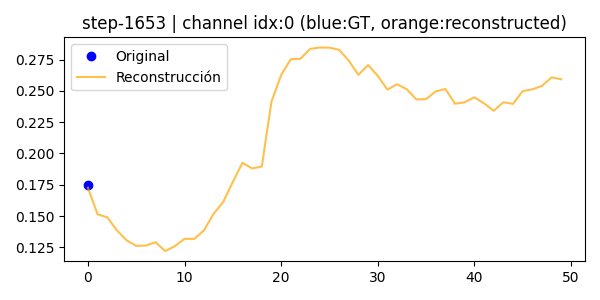 step-1653 | channel idx:0 (blue:GT, orange:reconstructed)
Original
Reconstrucción
0.275
0.250
0.225
0.200
0.175
0.150
0.125
0 10 20 30 40 50